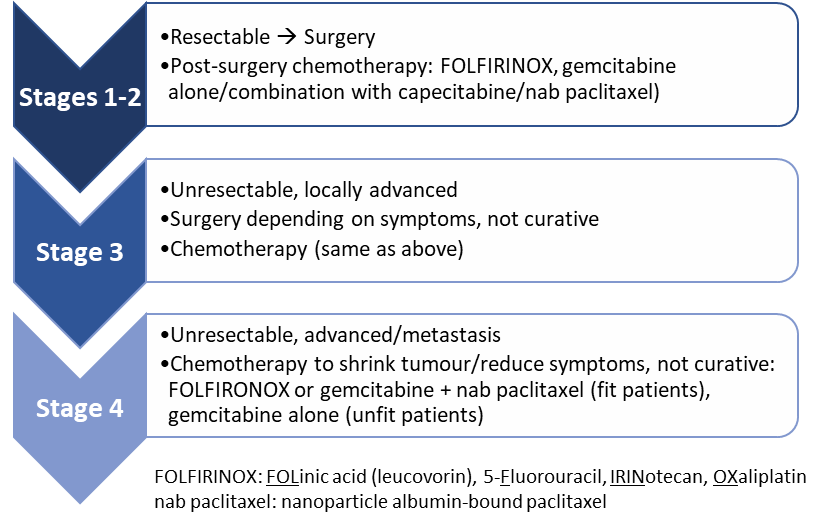 Stages 1-2
•Resectable → Surgery
•Post-surgery chemotherapy: FOLFIRINOX, gemcitabine
alone/combination with capecitabine/nab paclitaxel)
Stage 3
•Unresectable, locally advanced
•Surgery depending on symptoms, not curative
•Chemotherapy (same as above)
Stage 4
•Unresectable, advanced/metastasis
•Chemotherapy to shrink tumour/reduce symptoms, not curative:
FOLFIRONOX or gemcitabine + nab paclitaxel (fit patients),
gemcitabine alone (unfit patients)
FOLFIRINOX: FOLinic acid (leucovorin), 5-Fluorouracil, IRINotecan, OXaliplatin
nab paclitaxel: nanoparticle albumin-bound paclitaxel